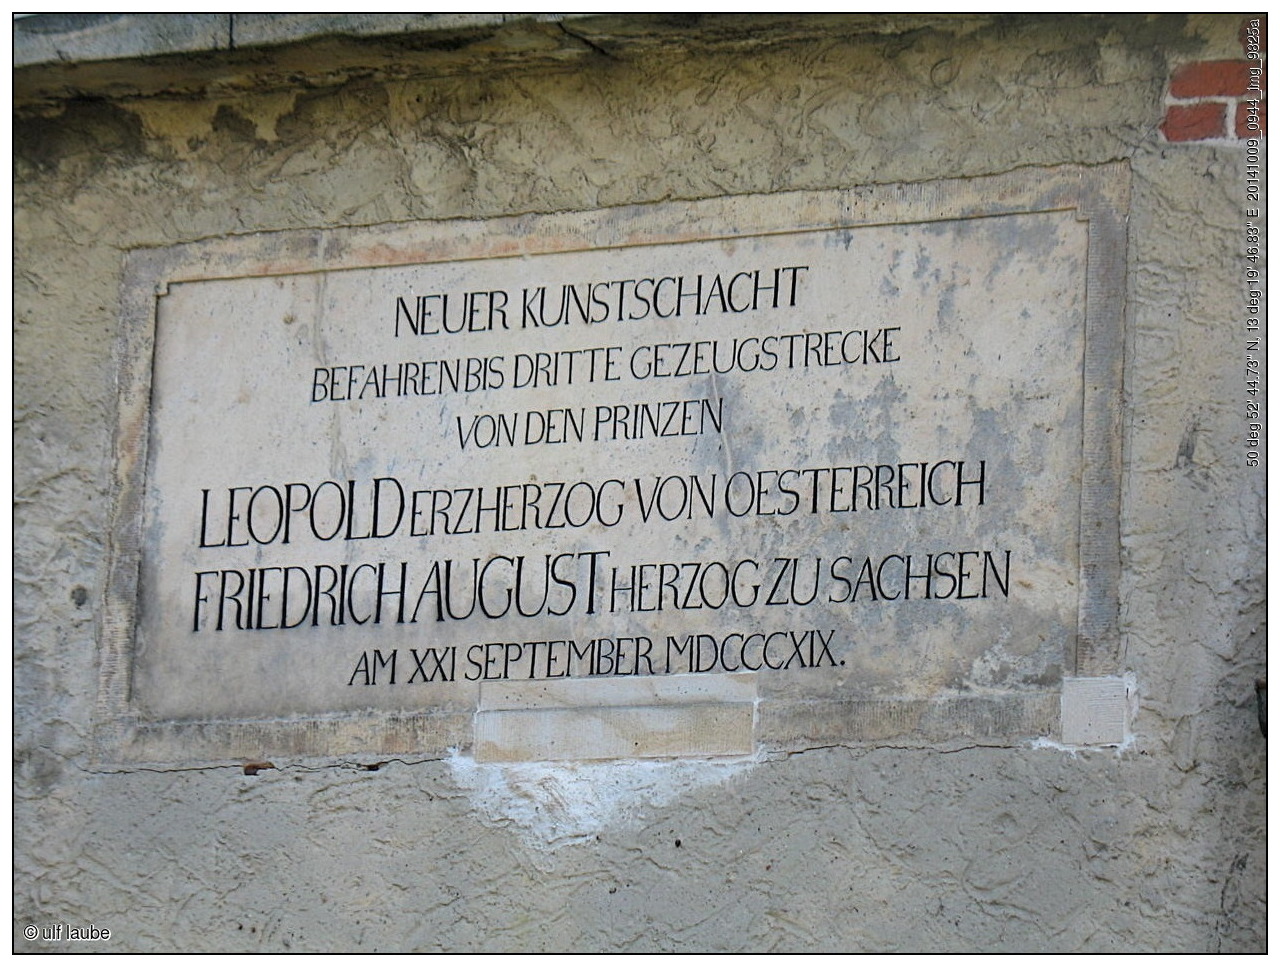 NEUER KUNSTSCHACHT
BEFAHREN BIS DRITTE GEZEUGSTRECKE
VON DEN PRINZEN
LEOPOLD ERZHERZOG VON OESTERREICH
FRIEDRICH AUGUST HERZOG ZU SACHSEN
AM XXI SEPTEMBER MDCCCXIX.
© ulf laube
50 deg 52' 44.73" N, 13 deg 19' 46.83" E 20141009_0944_img_9825a